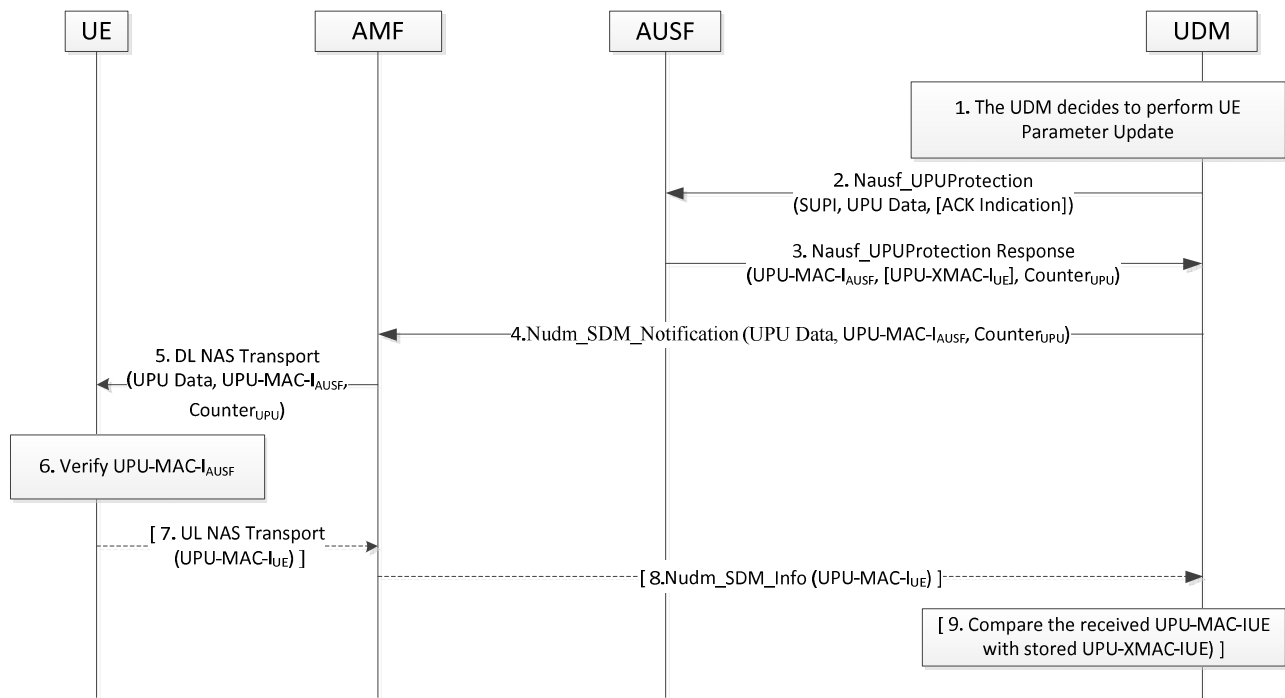 UE
AMF
AUSF
UDM
1. The UDM decides to perform UE
Parameter Update
2. Nausf_UPUProtection
(SUPI, UPU Data, [ACK Indication])
3. Nausf_UPUProtection Response
(UPU-MAC-IAUSF, [UPU-XMAC-IUE], CounterUPU)
4.Nudm_SDM_Notification (UPU Data, UPU-MAC-IAUSF, CounterUPU)
5. DL NAS Transport
(UPU Data, UPU-MAC-IAUSF,
CounterUPU)
6. Verify UPU-MAC-IAUSF
[ 7. UL NAS Transport
(UPU-MAC-IUE) ]
[ 8.Nudm_SDM_Info (UPU-MAC-IUE) ]
[ 9. Compare the received UPU-MAC-IUE
with stored UPU-XMAC-IUE) ]